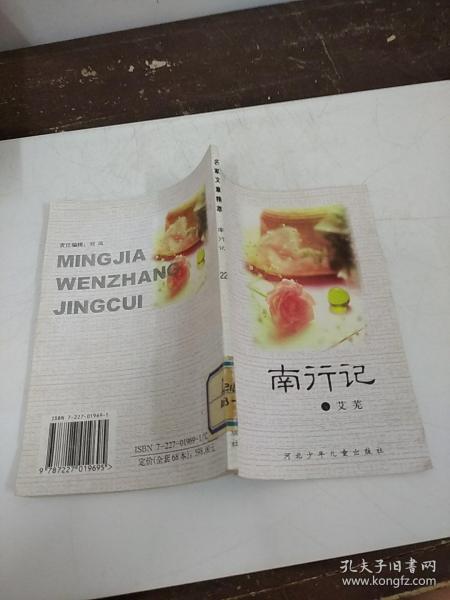 责任编辑：刘
MINGJIA
WENZHANG
JINGCUI
ISBN 7-227-01969-1
9 787227 019695 >
ISBN 7-227-01969-1/
定价(全套68本)：598.00元
名家文章精萃
南行记
22
南行记
艾芜
河北少年儿童出版社
孔夫子旧书网
www.kongfz.com